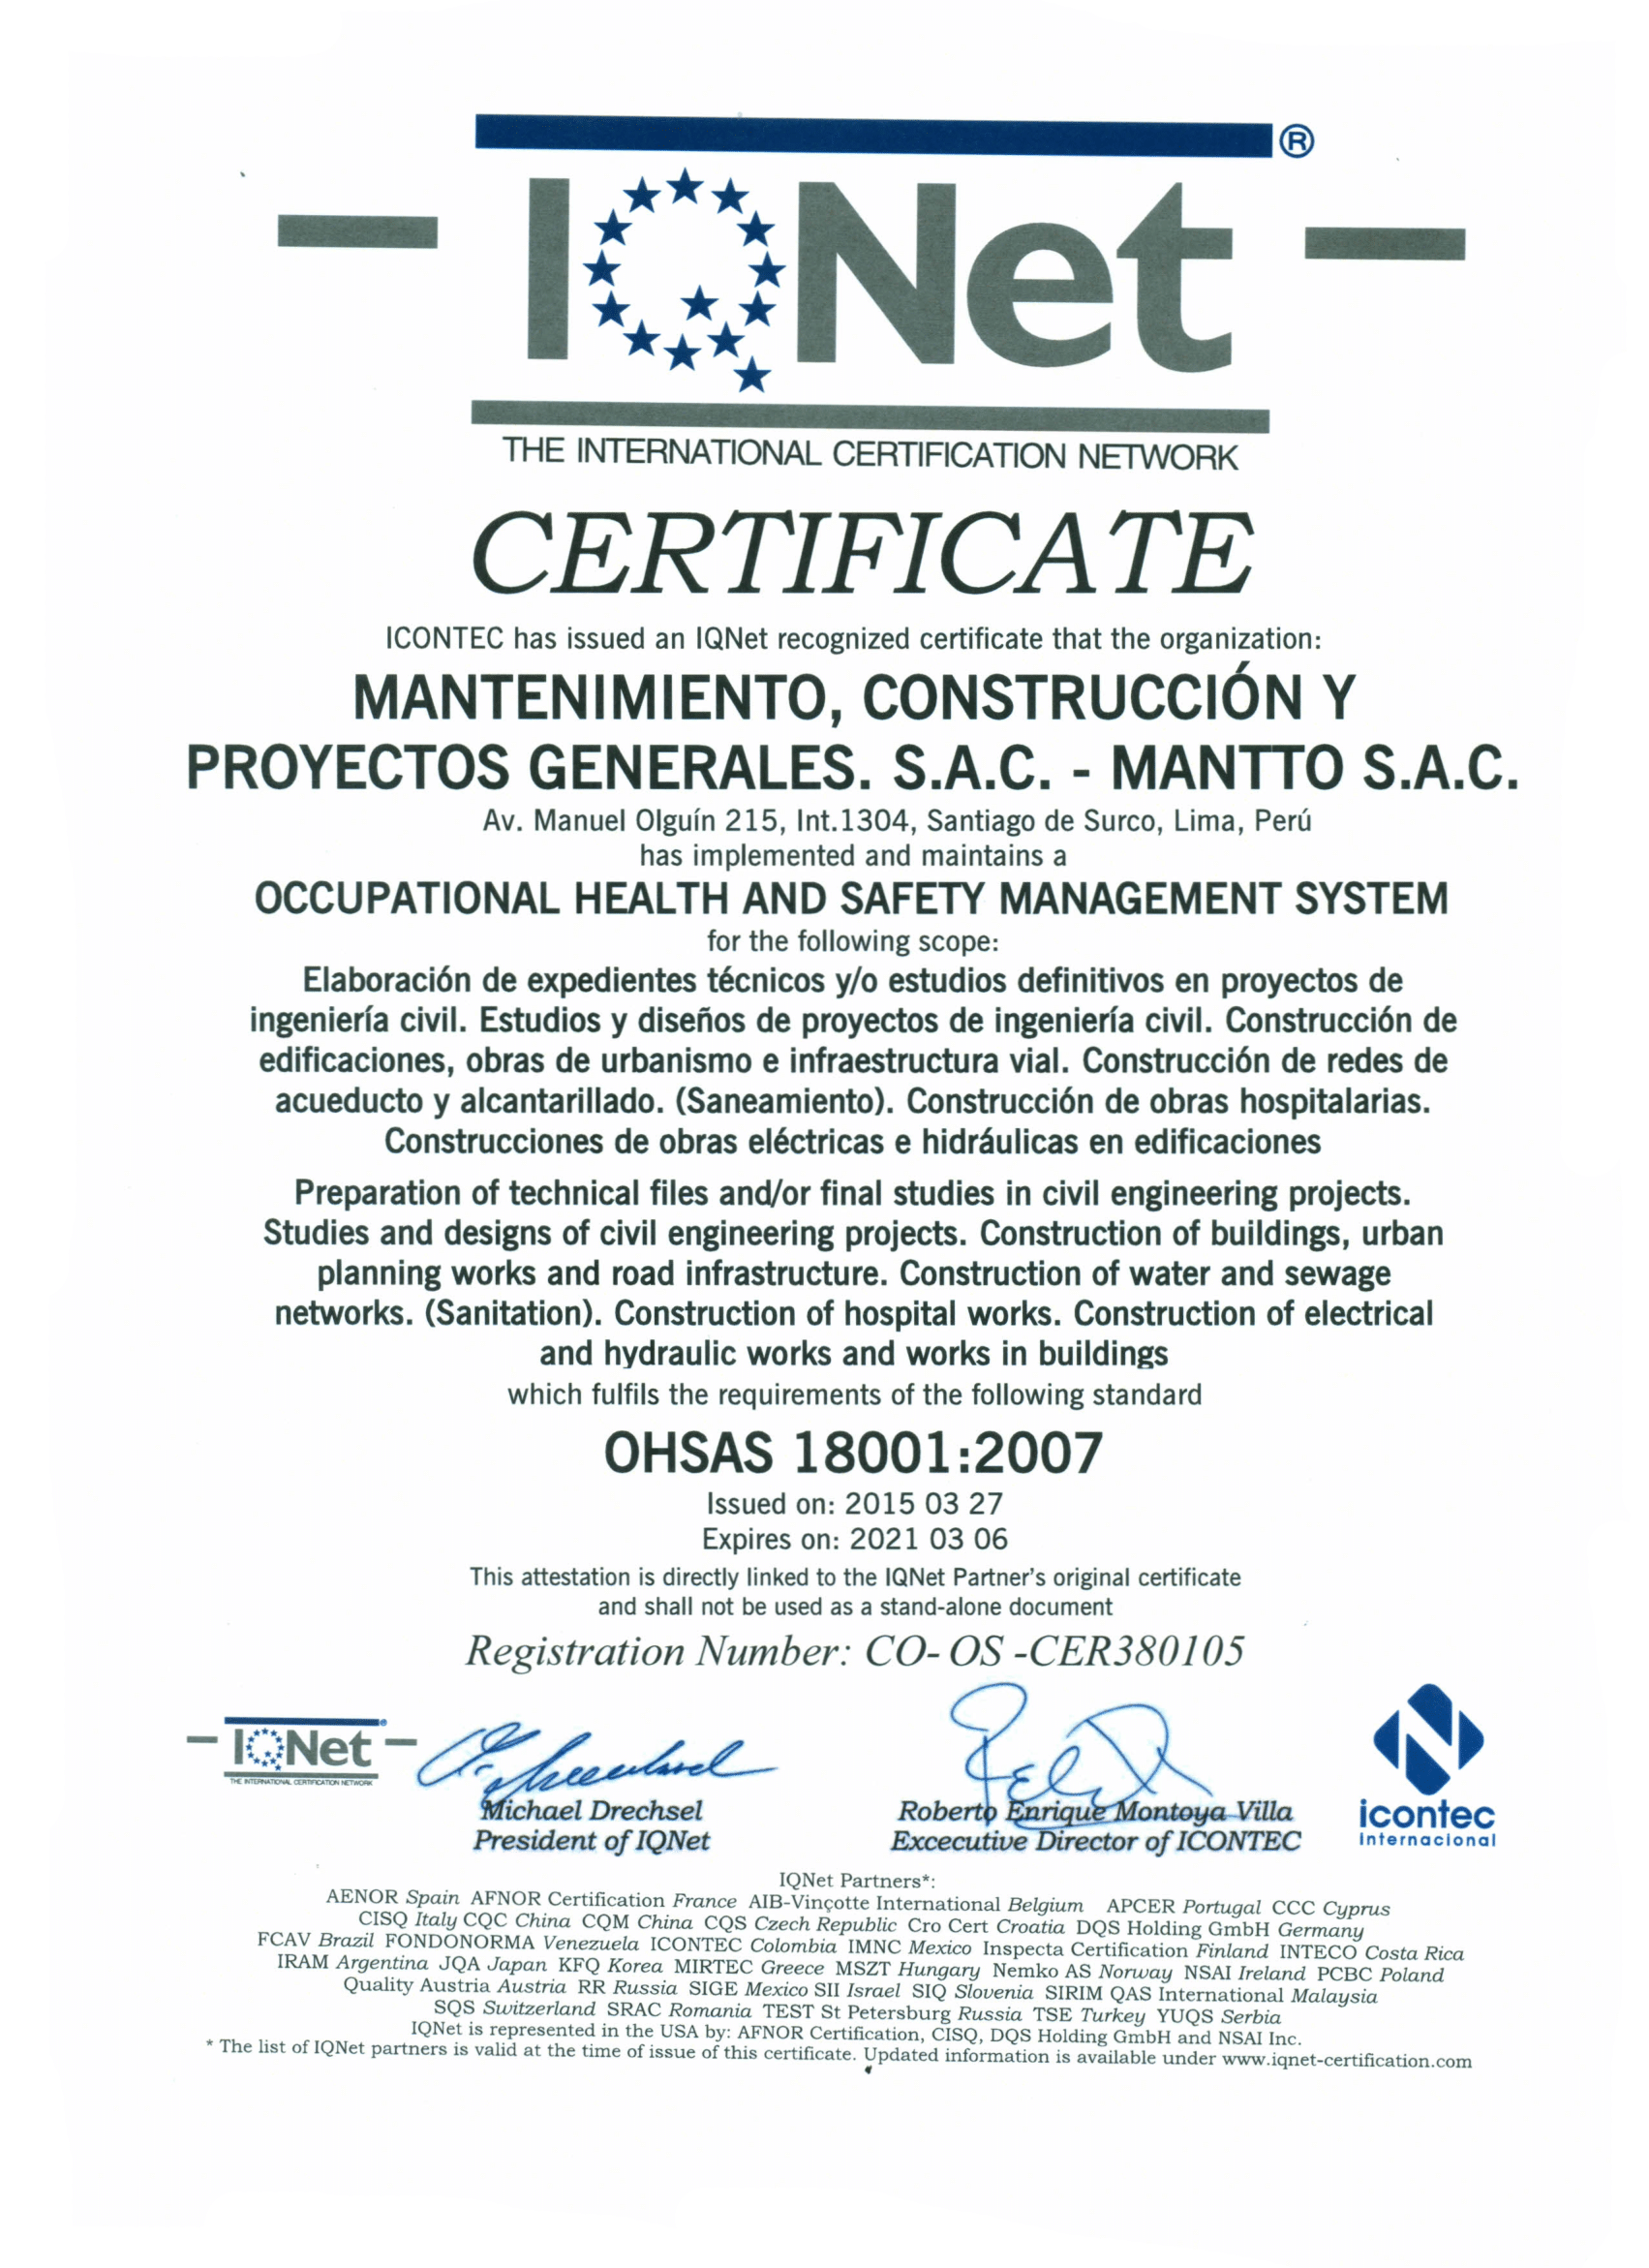 ®
IQNet
THE INTERNATIONAL CERTIFICATION NETWORK
CERTIFICATE
ICONTEC has issued an IQNet recognized certificate that the organization:
MANTENIMIENTO, CONSTRUCCIÓN Y
PROYECTOS GENERALES. S.A.C. - MANTTO S.A.C.
Av. Manuel Olguín 215, Int.1304, Santiago de Surco, Lima, Perú
has implemented and maintains a
OCCUPATIONAL HEALTH AND SAFETY MANAGEMENT SYSTEM
for the following scope:
Elaboración de expedientes técnicos y/o estudios definitivos en proyectos de
ingeniería civil. Estudios y diseños de proyectos de ingeniería civil. Construcción de
edificaciones, obras de urbanismo e infraestructura vial. Construcción de redes de
acueducto y alcantarillado. (Saneamiento). Construcción de obras hospitalarias.
Construcciones de obras eléctricas e hidráulicas en edificaciones
Preparation of technical files and/or final studies in civil engineering projects.
Studies and designs of civil engineering projects. Construction of buildings, urban
planning works and road infrastructure. Construction of water and sewage
networks. (Sanitation). Construction of hospital works. Construction of electrical
and hydraulic works and works in buildings
which fulfils the requirements of the following standard
OHSAS 18001:2007
Issued on: 2015 03 27
Expires on: 2021 03 06
This attestation is directly linked to the IQNet Partner's original certificate
and shall not be used as a stand-alone document
Registration Number: CO- OS -CER380105
IQNet®
THE INTERNATIONAL CERTIFICATION NETWORK
Michael Drechsel
President of IQNet
Roberto Enrique Montoya Villa
Excecutive Director of ICONTEC
icontec
internacional
IQNet Partners*:
AENOR Spain AFNOR Certification France AIB-Vinçotte International Belgium APCER Portugal CCC Cyprus
CISQ Italy CQC China CQM China CQS Czech Republic Cro Cert Croatia DQS Holding GmbH Germany
FCAV Brazil FONDONORMA Venezuela ICONTEC Colombia IMNC Mexico Inspecta Certification Finland INTECO Costa Rica
IRAM Argentina JQA Japan KFQ Korea MIRTEC Greece MSZT Hungary Nemko AS Norway NSAI Ireland PCBC Poland
Quality Austria Austria RR Russia SIGE Mexico SII Israel SIQ Slovenia SIRIM QAS International Malaysia
SQS Switzerland SRAC Romania TEST St Petersburg Russia TSE Turkey YUQS Serbia
IQNet is represented in the USA by: AFNOR Certification, CISQ, DQS Holding GmbH and NSAI Inc.
* The list of IQNet partners is valid at the time of issue of this certificate. Updated information is available under www.iqnet-certification.com